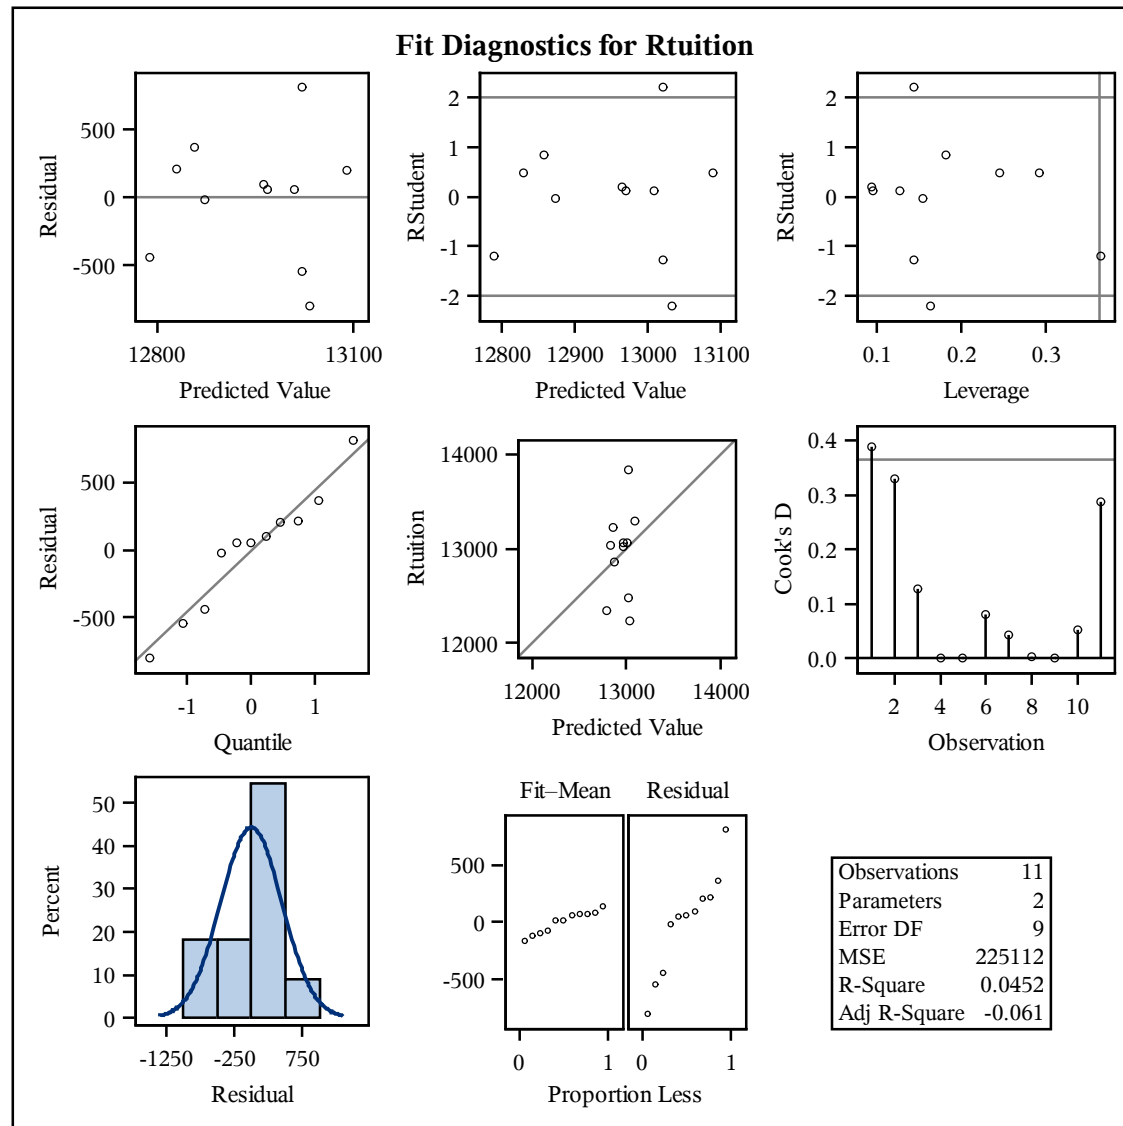 Fit Diagnostics for Rtuition
Residual
500
0
-500
12800 13100
Predicted Value
RStudent
2
1
0
-1
-2
12800 12900 13000 13100
Predicted Value
RStudent
2
1
0
-1
-2
0.1 0.2 0.3
Leverage
Residual
500
0
-500
-1 0 1
Quantile
Rtuition
14000
13000
12000
12000 13000 14000
Predicted Value
Cook's D
0.4
0.3
0.2
0.1
0.0
2 4 6 8 10
Observation
Percent
50
40
30
20
10
0
-1250 -250 750
Residual
Fit–Mean Residual
500
0
-500
0 1 0 1
Proportion Less
Observations 11
Parameters 2
Error DF 9
MSE 225112
R-Square 0.0452
Adj R-Square -0.061